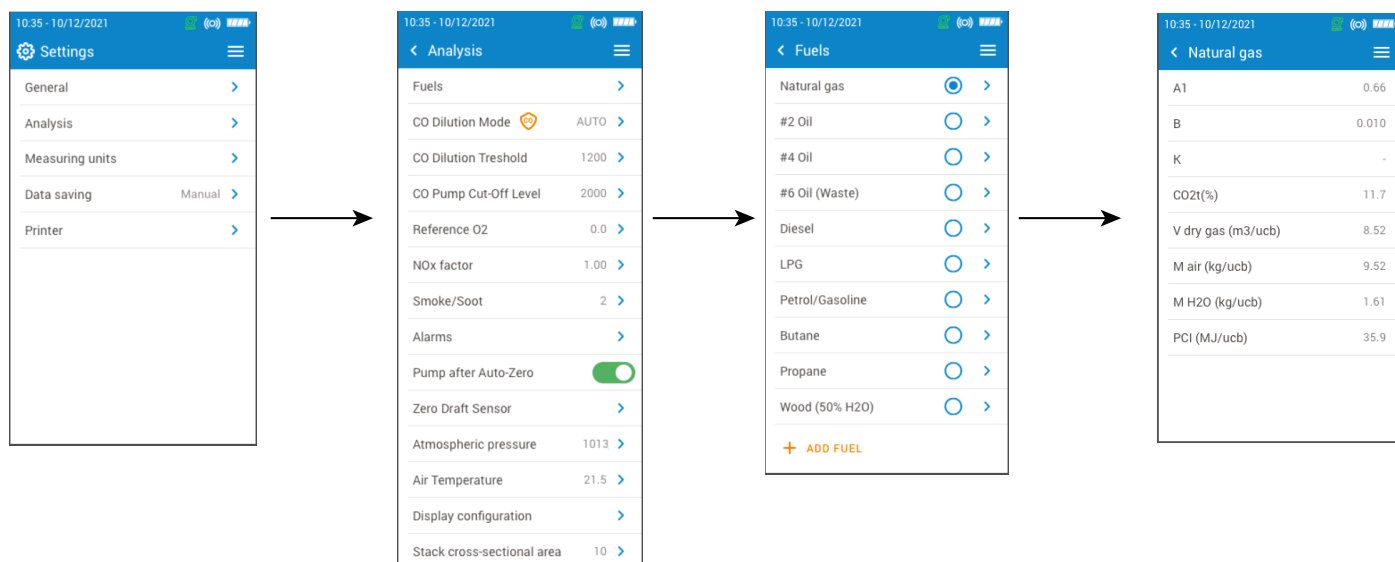 10:35 - 10/12/2021
Settings
General
Analysis
Measuring units
Data saving Manual
Printer
10:35 - 10/12/2021
Analysis
Fuels
CO Dilution Mode CO AUTO
CO Dilution Treshold 1200
CO Pump Cut-Off Level 2000
Reference O2 0.0
NOx factor 1.00
Smoke/Soot 2
Alarms
Pump after Auto-Zero
Zero Draft Sensor
Atmospheric pressure 1013
Air Temperature 21.5
Display configuration
Stack cross-sectional area 10
10:35 - 10/12/2021
Fuels
Natural gas
#2 Oil
#4 Oil
#6 Oil (Waste)
Diesel
LPG
Petrol/Gasoline
Butane
Propane
Wood (50% H2O)
+ ADD FUEL
10:35 - 10/12/2021
Natural gas
A1 0.66
B 0.010
K -
CO2t(%) 11.7
V dry gas (m3/ucb) 8.52
M air (kg/ucb) 9.52
M H2O (kg/ucb) 1.61
PCI (MJ/ucb) 35.9